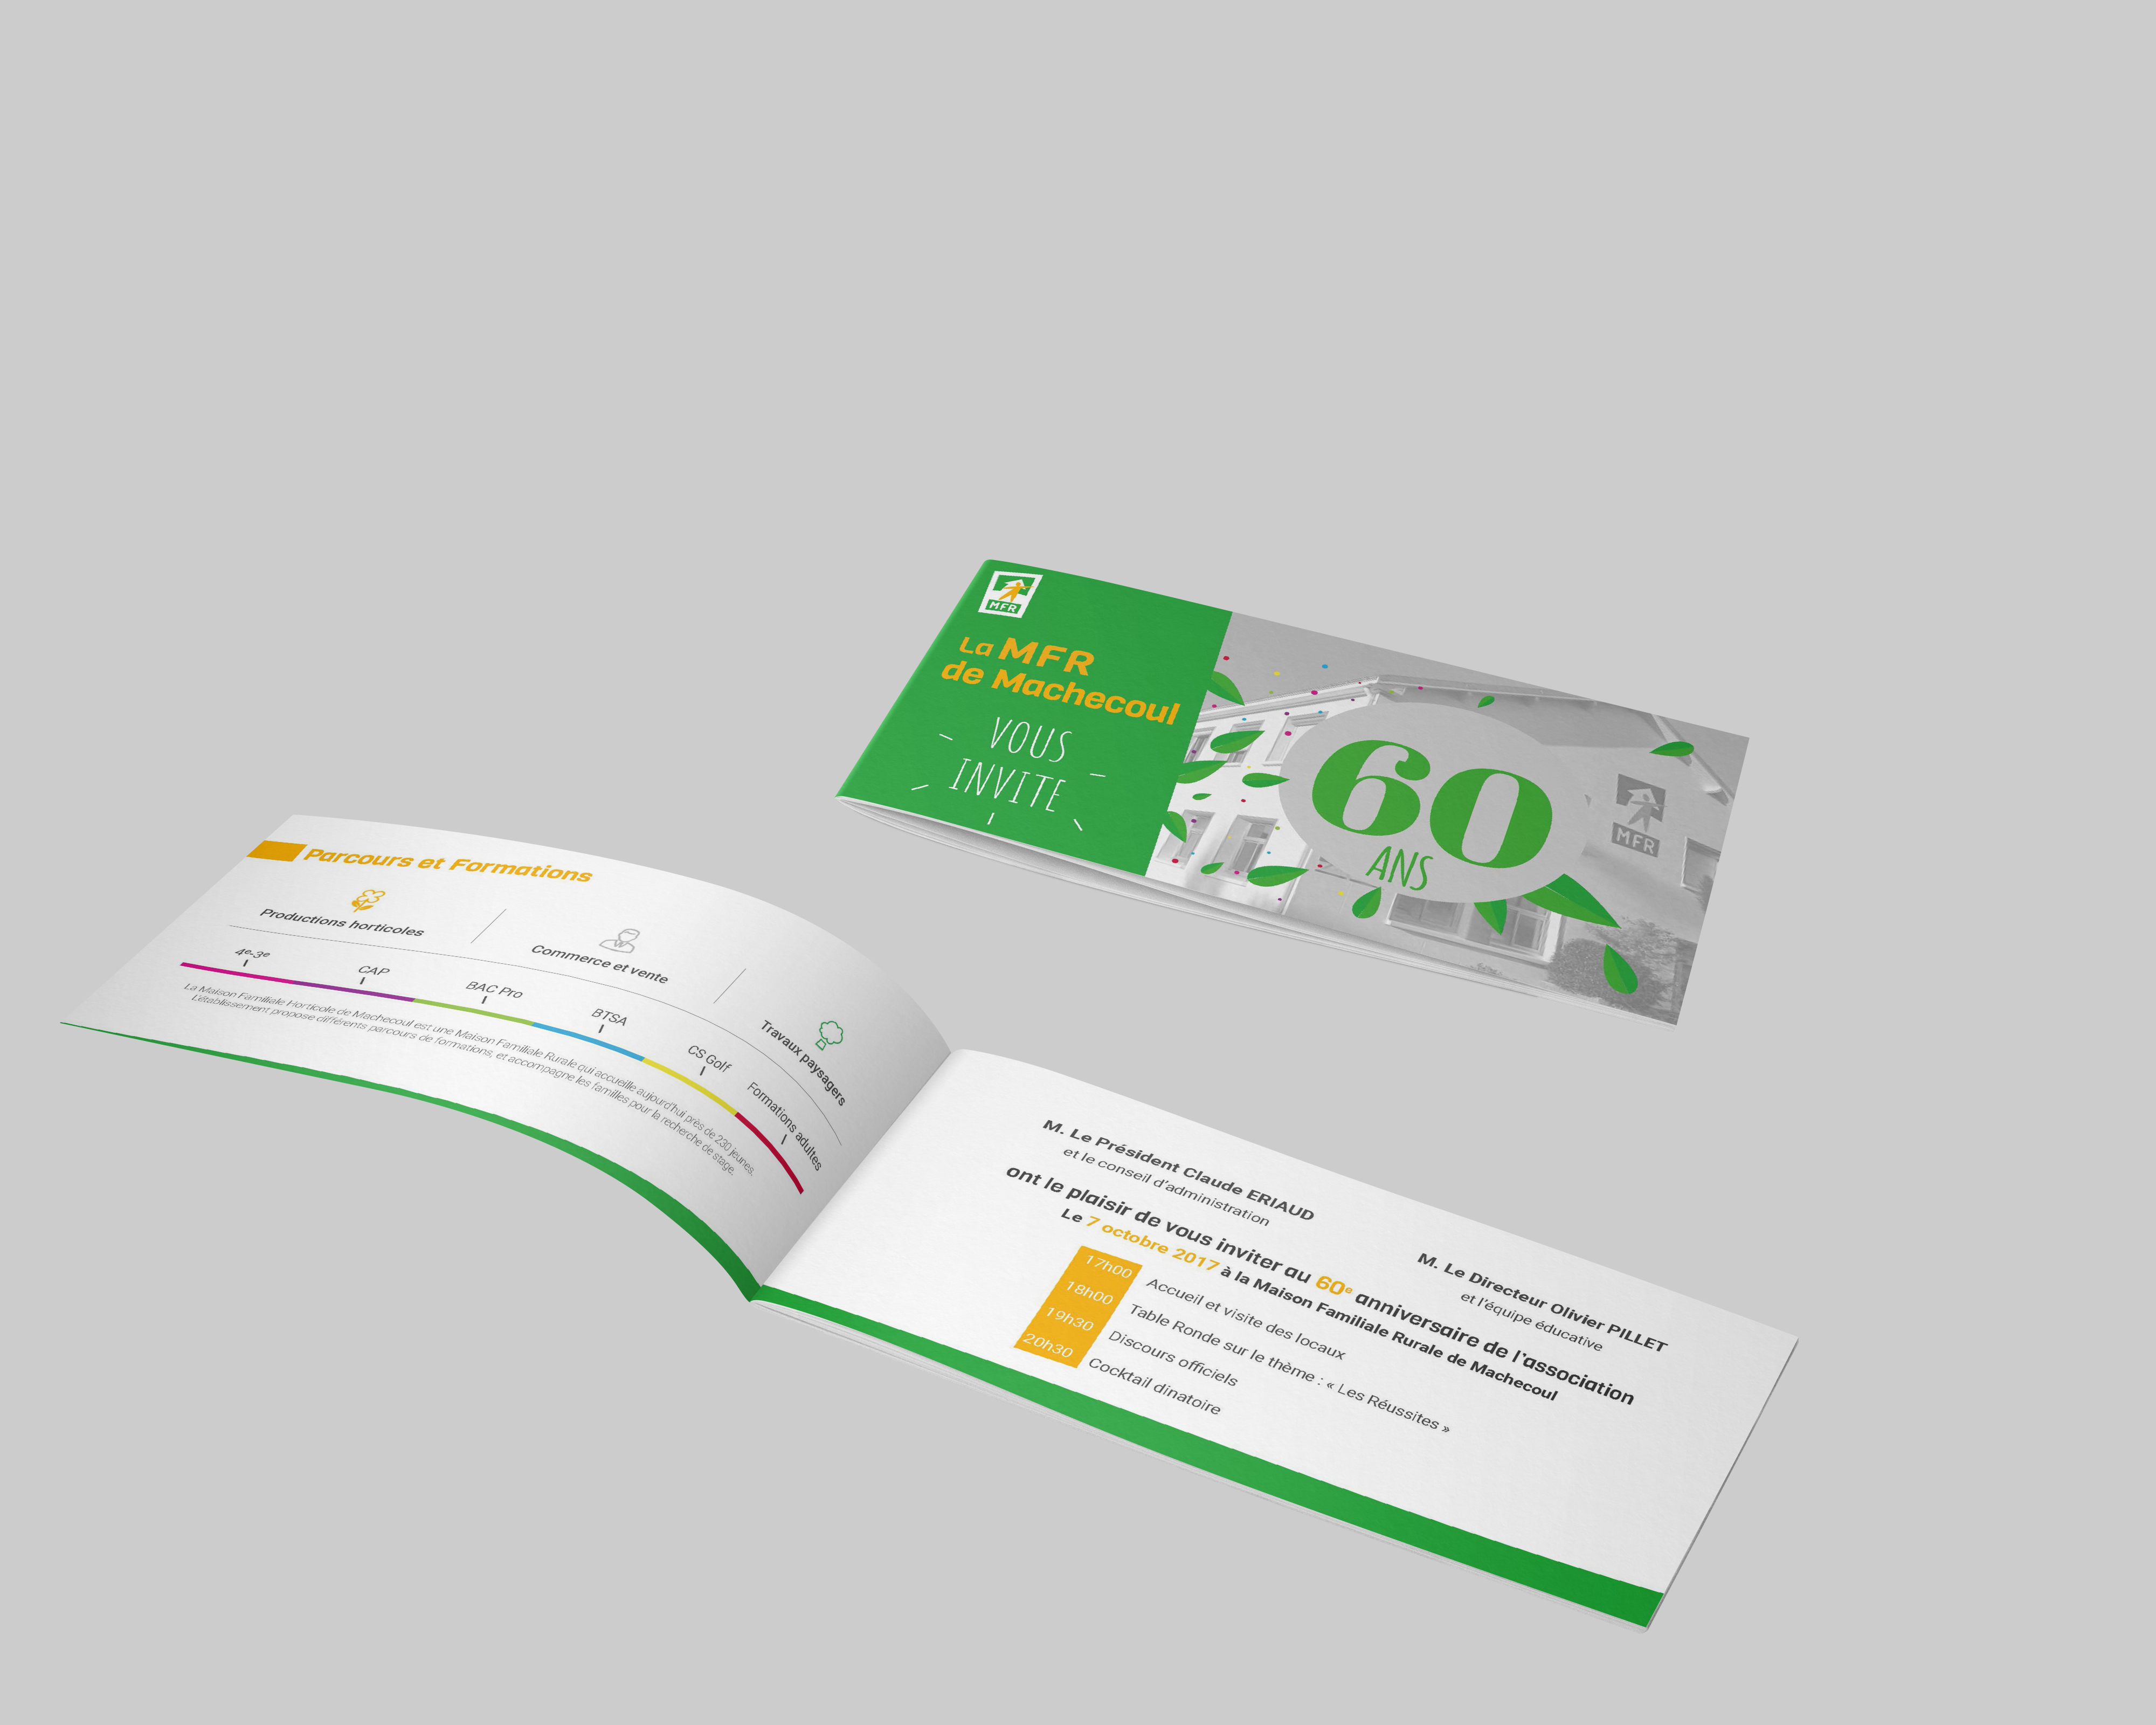 MFR
La MFR
de Machecoul
VOUS
INVITE
60
ANS
MFR
Parcours et Formations
Productions horticoles
Commerce et vente
Travaux paysagers
4e-3e
CAP
BAC Pro
BTSA
CS Golf
Formations adultes
La Maison Familiale Horticole de Machecoul est une Maison Familiale Rurale qui accueille aujourd'hui près de 230 jeunes.
L'établissement propose différents parcours de formations, et accompagne les familles pour la recherche de stage.
M. Le Président Claude ERIAUD
et le conseil d'administration
M. Le Directeur Olivier PILLET
et l'équipe éducative
ont le plaisir de vous inviter au 60e anniversaire de l'association
Le 7 octobre 2017 à la Maison Familiale Rurale de Machecoul
17h00 Accueil et visite des locaux
18h00 Table Ronde sur le thème : « Les Réussites »
19h30 Discours officiels
20h30 Cocktail dinatoire